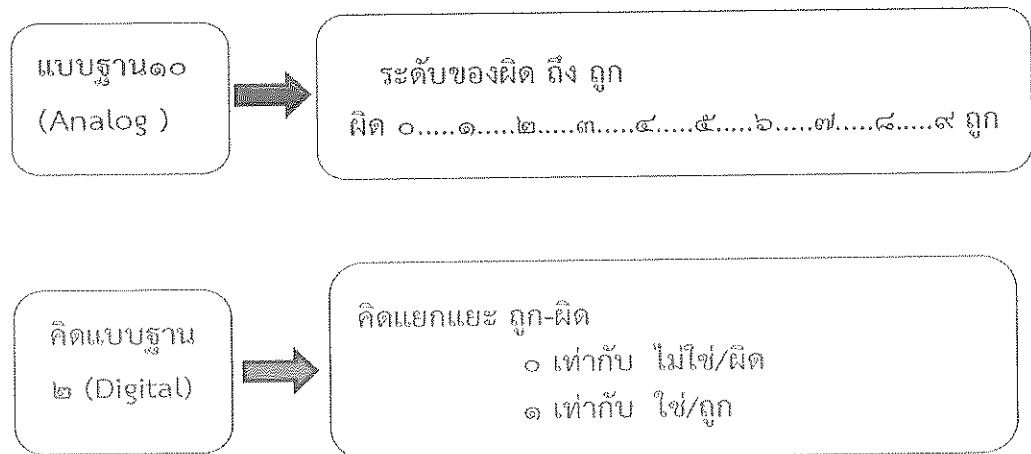 แบบฐาน๑๐
(Analog )
ระดับของผิด ถึง ถูก
ผิด ๐.....๑.....๒.....๓.....๔.....๕.....๖.....๗.....๘.....๙ ถูก
คิดแบบฐาน
๒ (Digital)
คิดแยกแยะ ถูก-ผิด
๐ เท่ากับ ไม่ใช่/ผิด
๑ เท่ากับ ใช่/ถูก